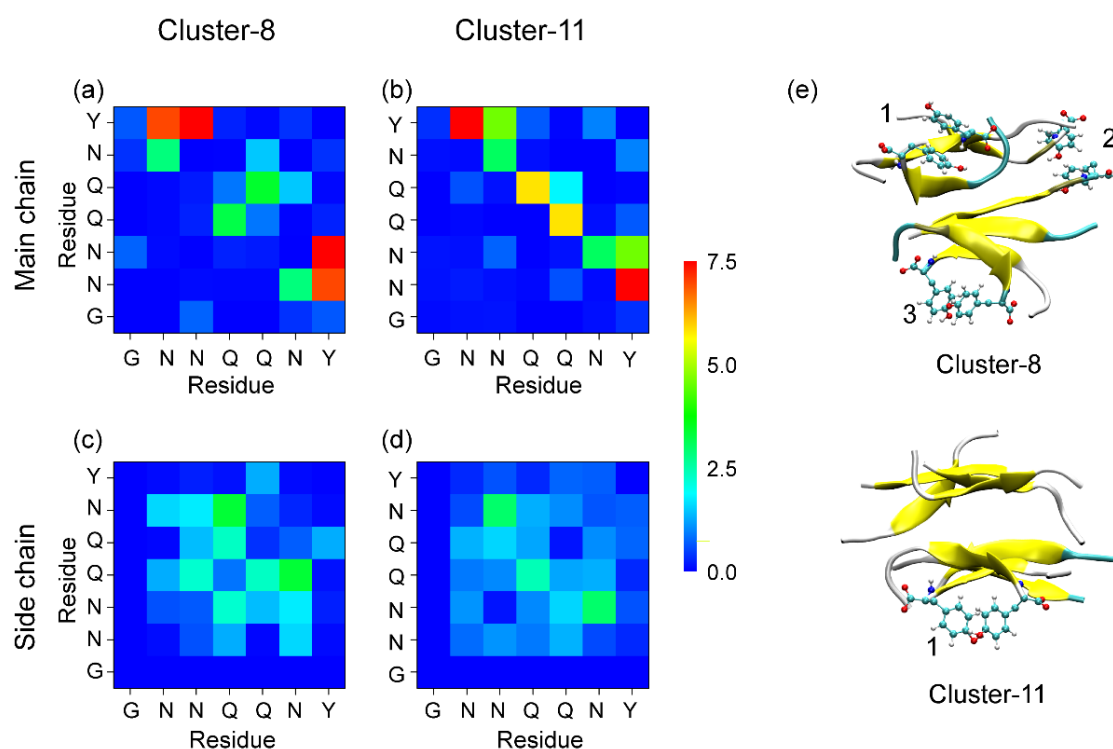 Cluster-8
Cluster-11
(a)
(b)
(e)
Main chain
Residue
Y
N
Q
Q
N
N
G
G N N Q Q N Y
Residue
G N N Q Q N Y
Residue
7.5
5.0
2.5
0.0
1
2
3
Cluster-8
(c)
(d)
Side chain
Residue
Y
N
Q
Q
N
N
G
G N N Q Q N Y
Residue
Y
N
Q
Q
N
N
G
Y
N
Q
Q
N
N
G
G N N Q Q N Y
Residue
1
Cluster-11